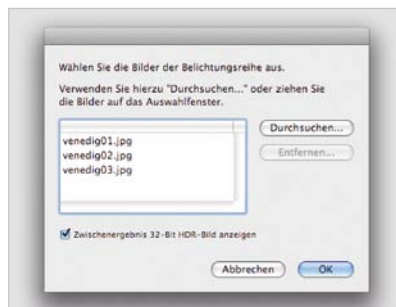 Wählen Sie die Bilder der Belichtungsreihe aus.
Verwenden Sie hierzu "Durchsuchen..." oder ziehen Sie
die Bilder auf das Auswahlfenster.
Durchsuchen...
venedig01.jpg
venedig02.jpg
venedig03.jpg
Entfernen...
Zwischenergebnis 32-Bit HDR-Bild anzeigen
Abbrechen
OK